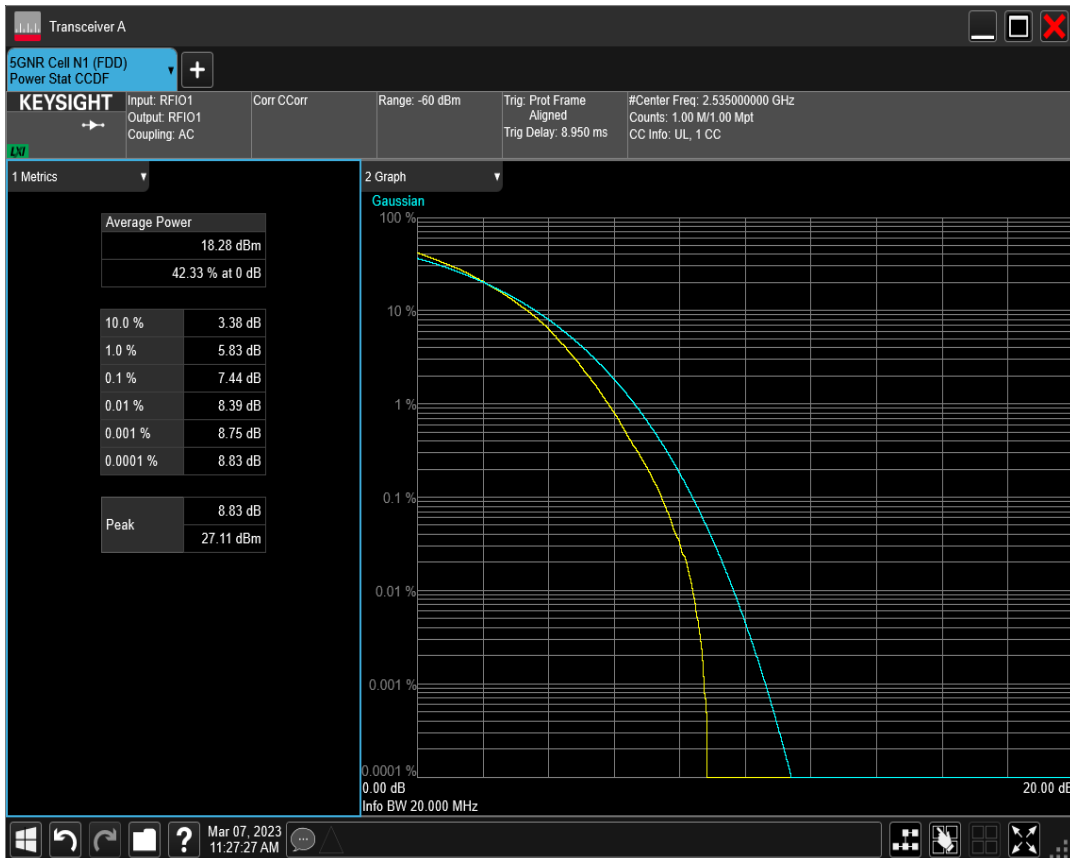 Transceiver A
5GNR Cell N1 (FDD)
Power Stat CCDF
+
KEYSIGHT
LXI
Input: RFIO1
Output: RFIO1
Coupling: AC
Corr CCorr
Range: -60 dBm
Trig: Prot Frame
Aligned
Trig Delay: 8.950 ms
#Center Freq: 2.535000000 GHz
Counts: 1.00 M/1.00 Mpt
CC Info: UL, 1 CC
1 Metrics
Average Power
18.28 dBm
42.33 % at 0 dB
10.0 % 3.38 dB
1.0 % 5.83 dB
0.1 % 7.44 dB
0.01 % 8.39 dB
0.001 % 8.75 dB
0.0001 % 8.83 dB
Peak
8.83 dB
27.11 dBm
2 Graph
Gaussian
100 %
10 %
1 %
0.1 %
0.01 %
0.001 %
0.0001 %
0.00 dB 20.00 dB
Info BW 20.000 MHz
?
Mar 07, 2023
11:27:27 AM